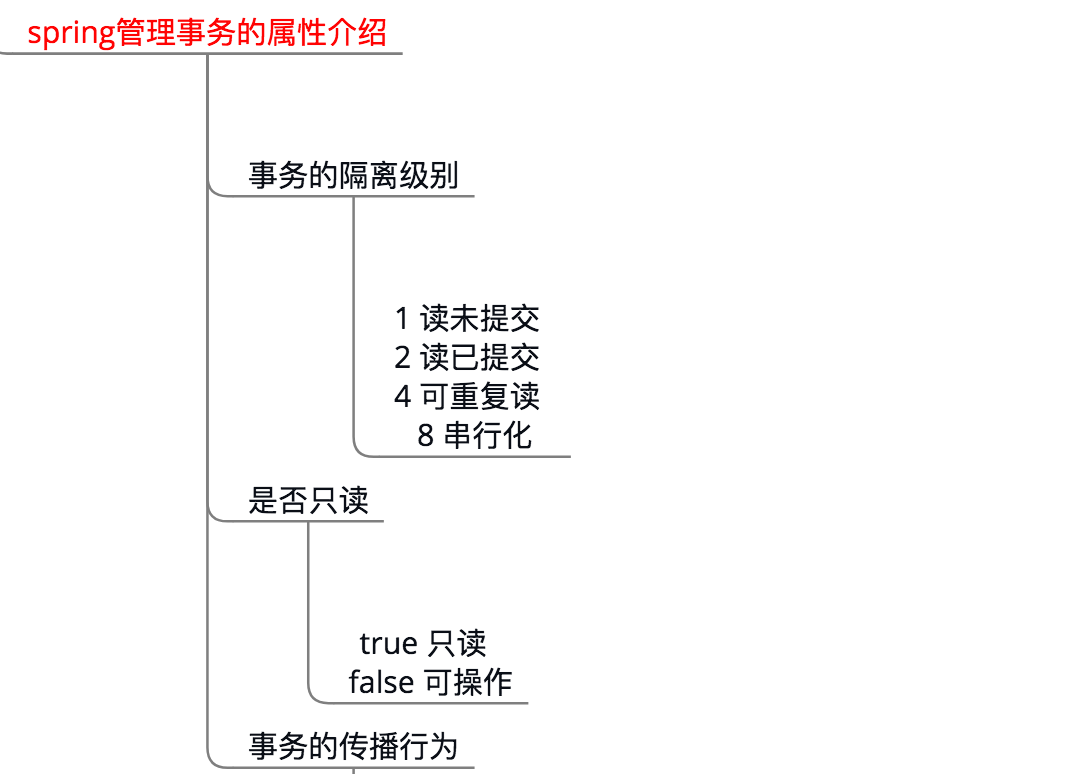 spring管理事务的属性介绍
事务的隔离级别
1 读未提交
2 读已提交
4 可重复读
8 串行化
是否只读
true 只读
false 可操作
事务的传播行为